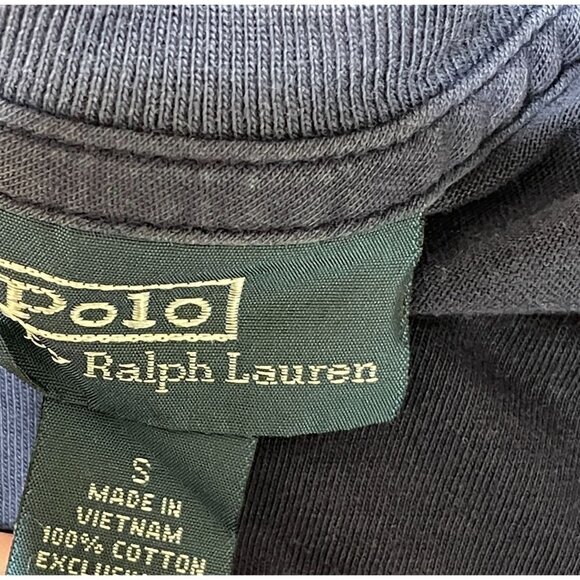 Polo
Ralph Lauren
S
MADE IN
VIETNAM
100% COTTON